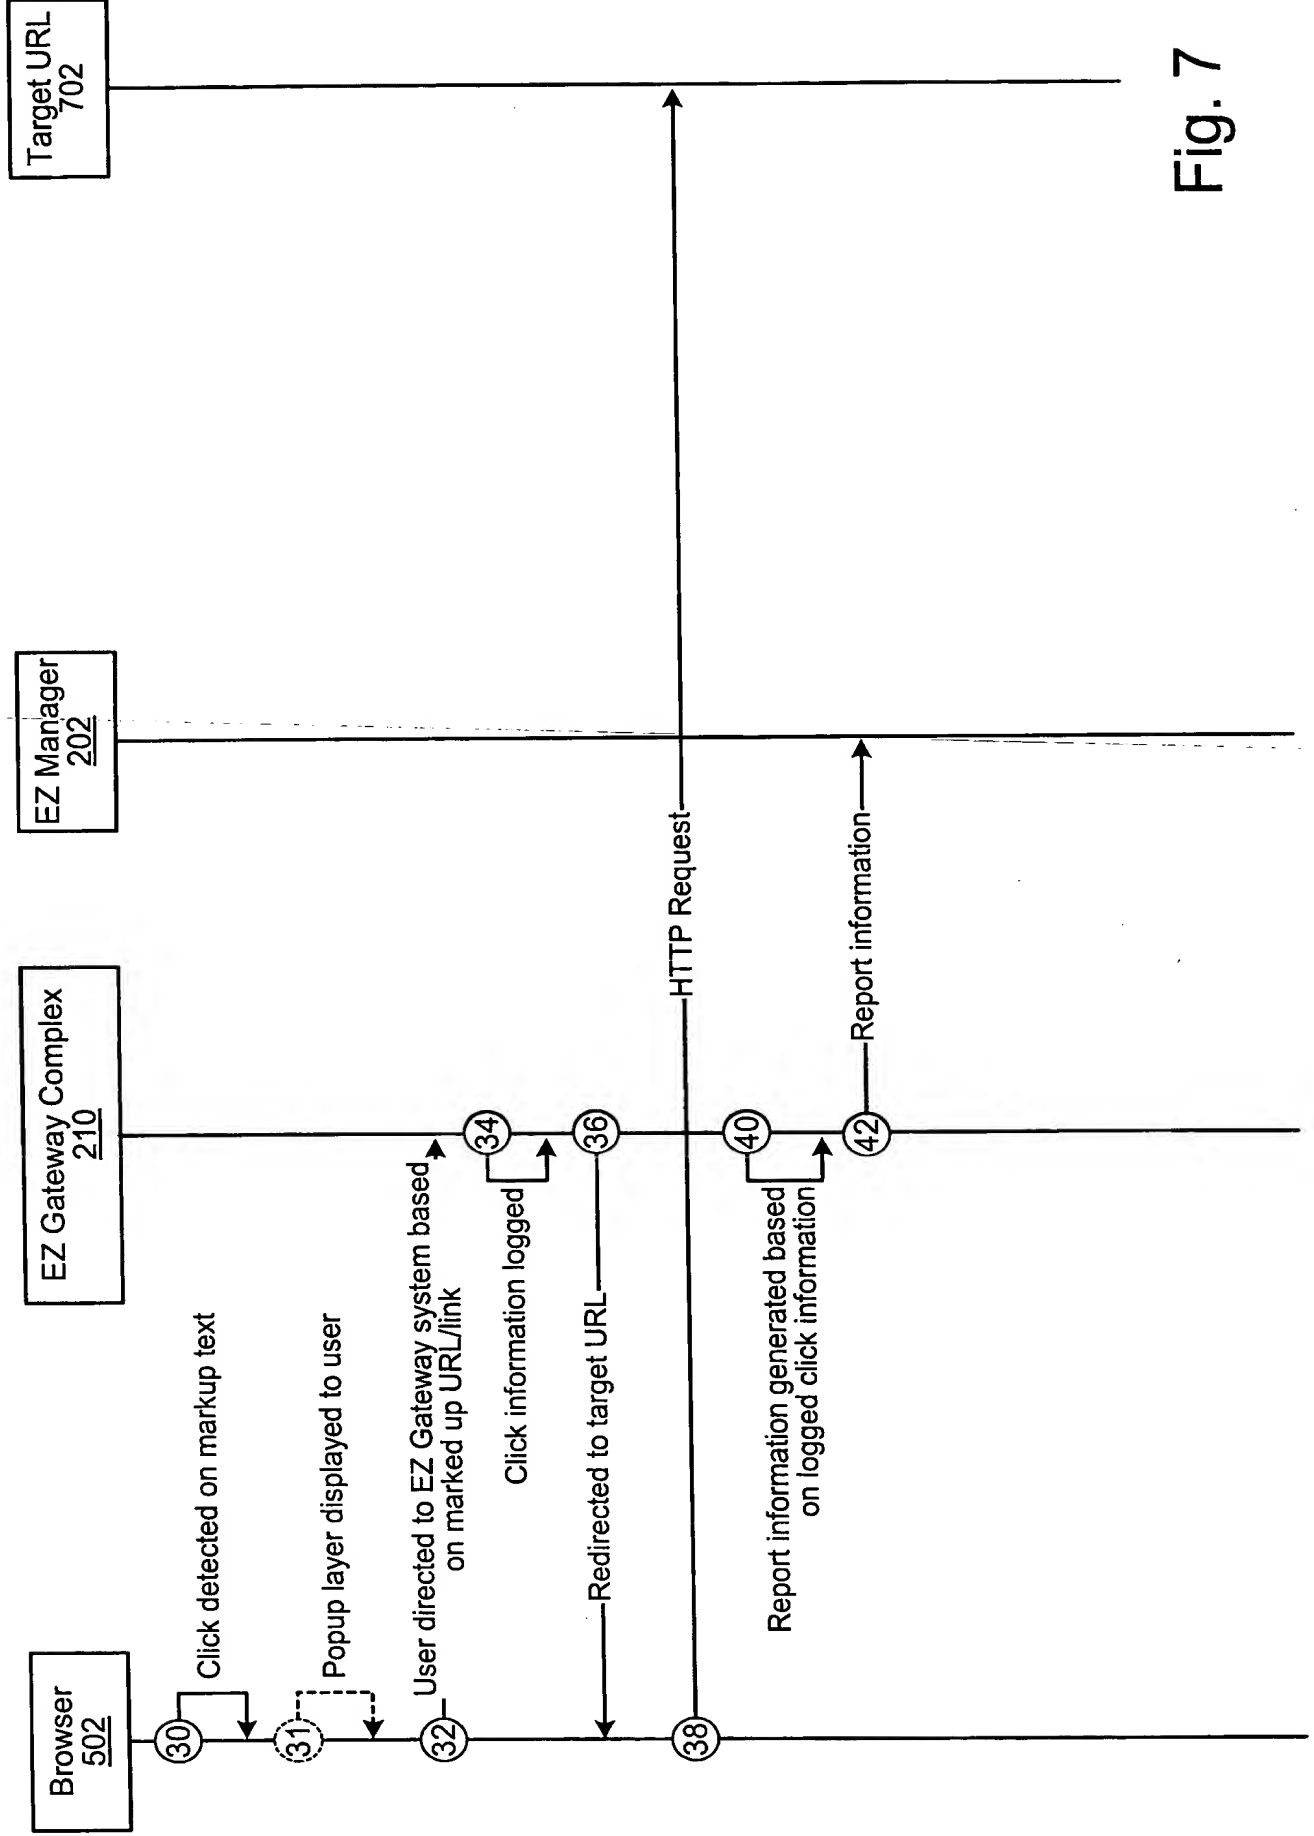 Browser
502
EZ Gateway Complex
210
EZ Manager
202
Target URL
702
30
Click detected on markup text
31
Popup layer displayed to user
32
User directed to EZ Gateway system based
on marked up URL/link
34
Click information logged
36
Redirected to target URL
38
HTTP Request
40
Report information generated based
on logged click information
42
Report information
Fig. 7